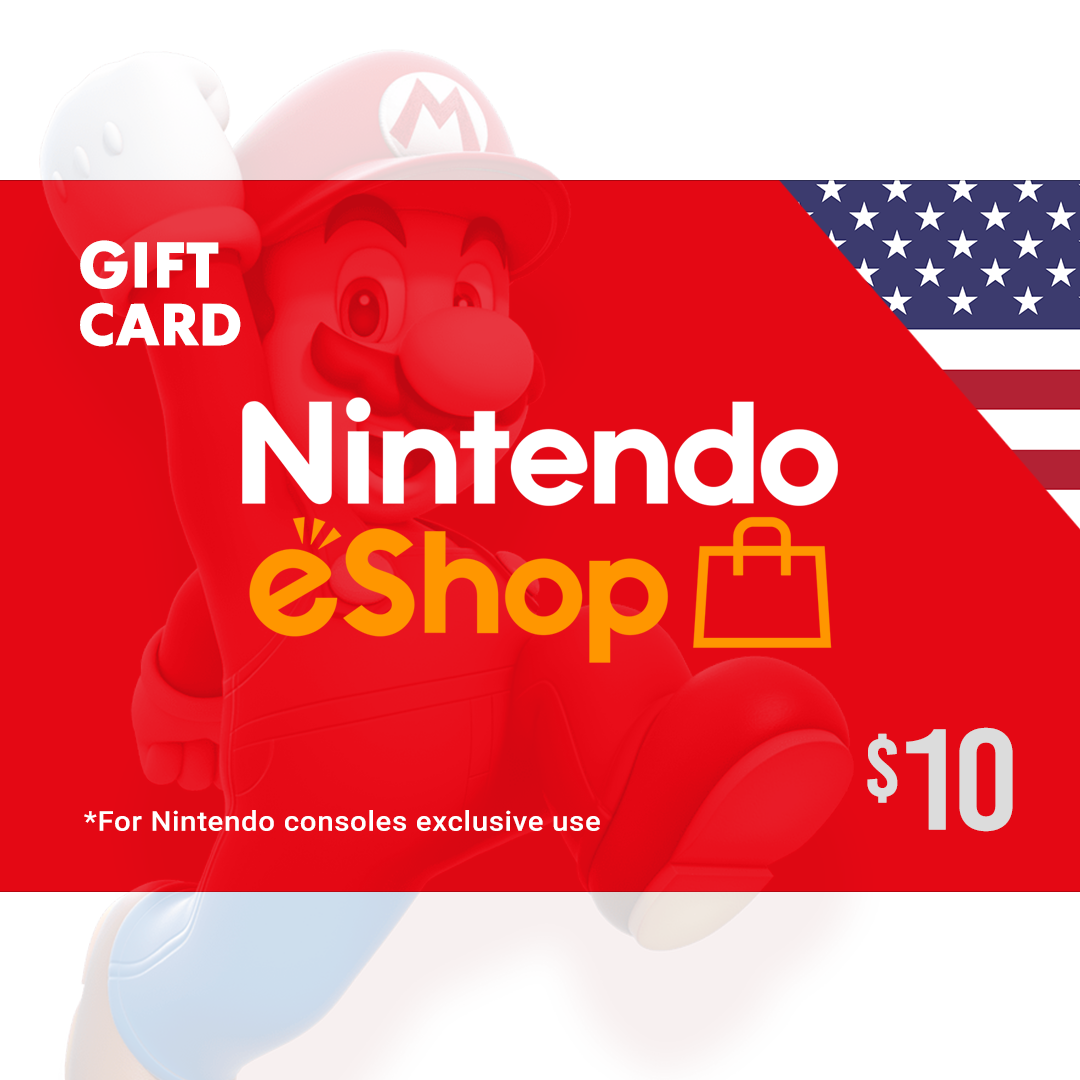 M
GIFT
CARD
Nintendo
eShop
$10
*For Nintendo consoles exclusive use